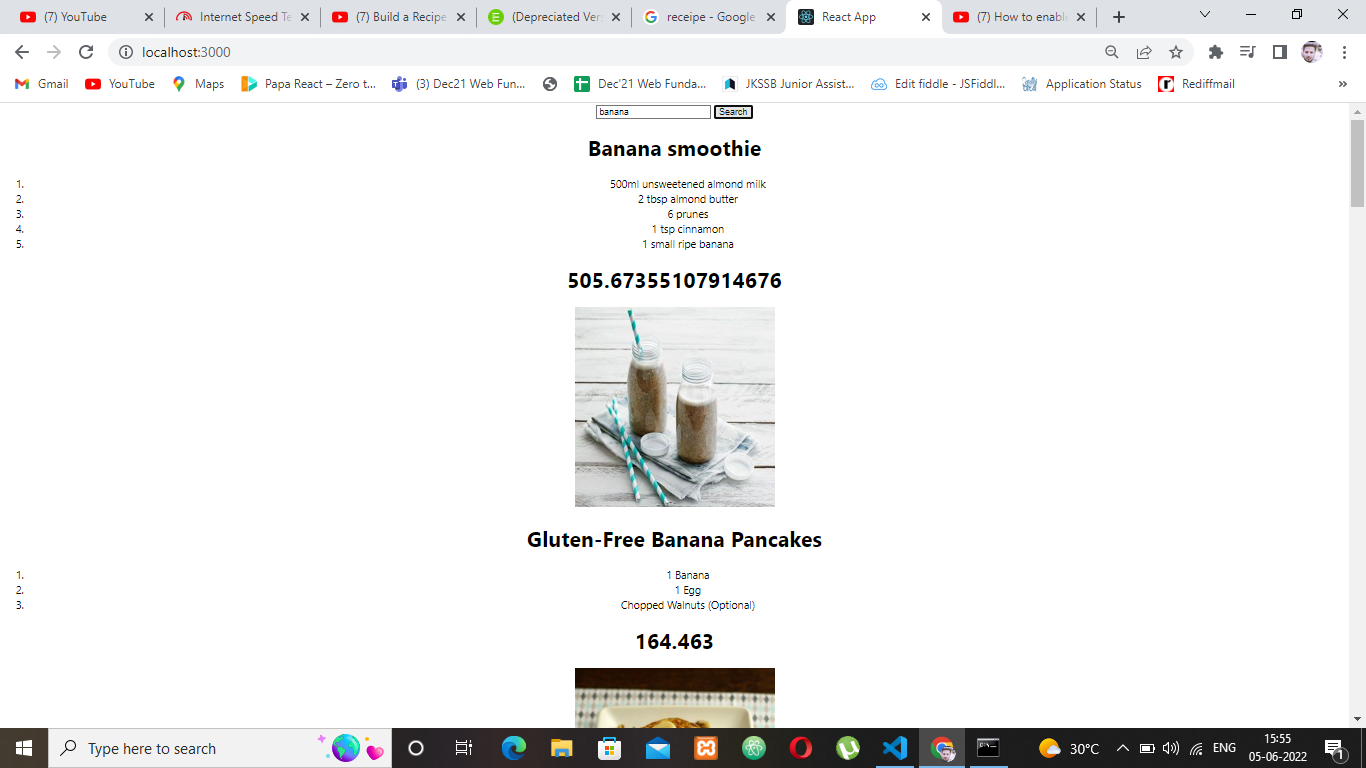 (7) YouTube
Internet Speed Te
(7) Build a Recipe
(Depreciated Ver
receipe - Google
React App
(7) How to enabl
localhost:3000
Gmail
YouTube
Maps
Papa React – Zero t...
(3) Dec21 Web Fun...
Dec'21 Web Funda...
JKSSB Junior Assist...
Edit fiddle - JSFiddl...
Application Status
Rediffmail
»
banana
Search
Banana smoothie
1. 500ml unsweetened almond milk
2. 2 tbsp almond butter
3. 6 prunes
4. 1 tsp cinnamon
5. 1 small ripe banana
505.67355107914676
Gluten-Free Banana Pancakes
1. 1 Banana
2. 1 Egg
3. Chopped Walnuts (Optional)
164.463
Type here to search
30°C
ENG
15:55
05-06-2022
1